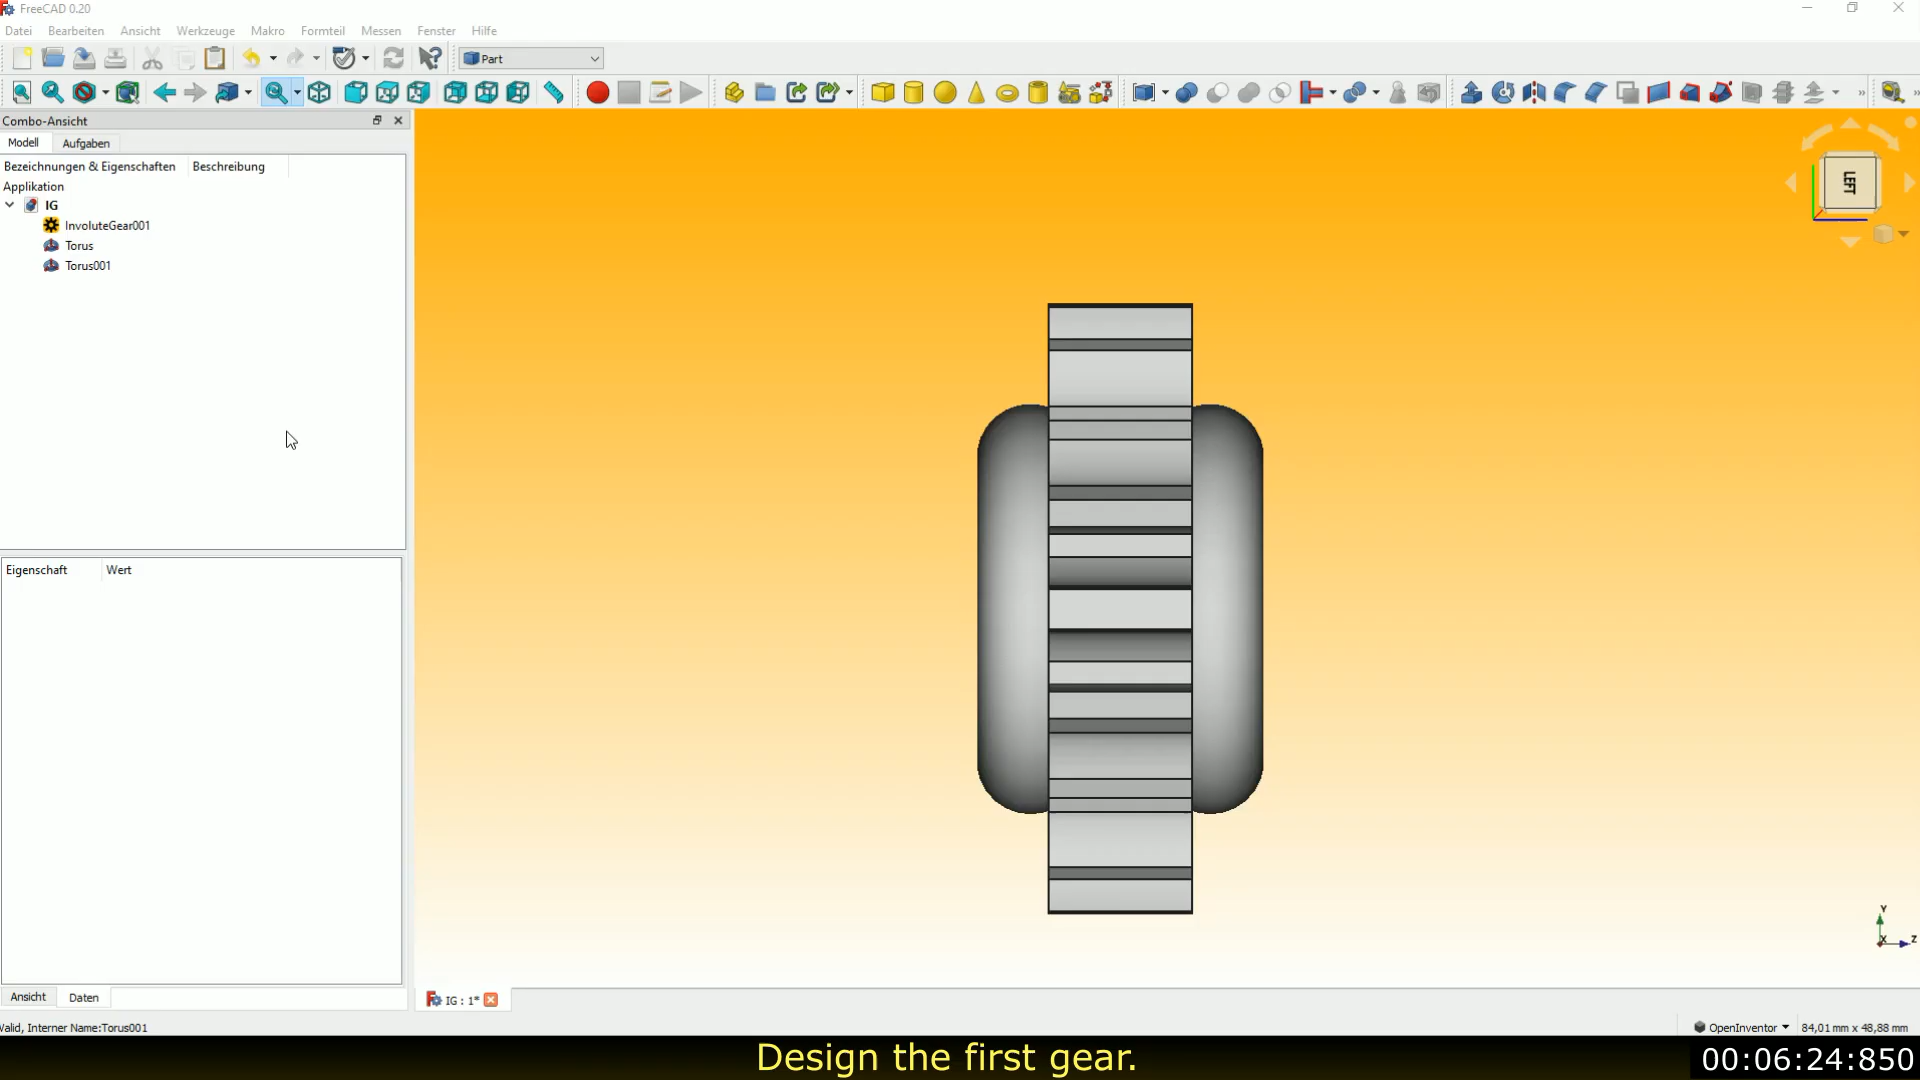 FreeCAD 0.20
Datei Bearbeiten Ansicht Werkzeuge Makro Formteil Messen Fenster Hilfe
Part
Combo-Ansicht
Modell Aufgaben
Bezeichnungen & Eigenschaften Beschreibung
Applikation
IG
InvoluteGear001
Torus
Torus001
LEFT
Eigenschaft Wert
Y
X Z
Ansicht Daten
IG : 1*
Valid, Interner Name:Torus001
OpenInventor 84,01 mm x 48,88 mm
Design the first gear.
00:06:24:850